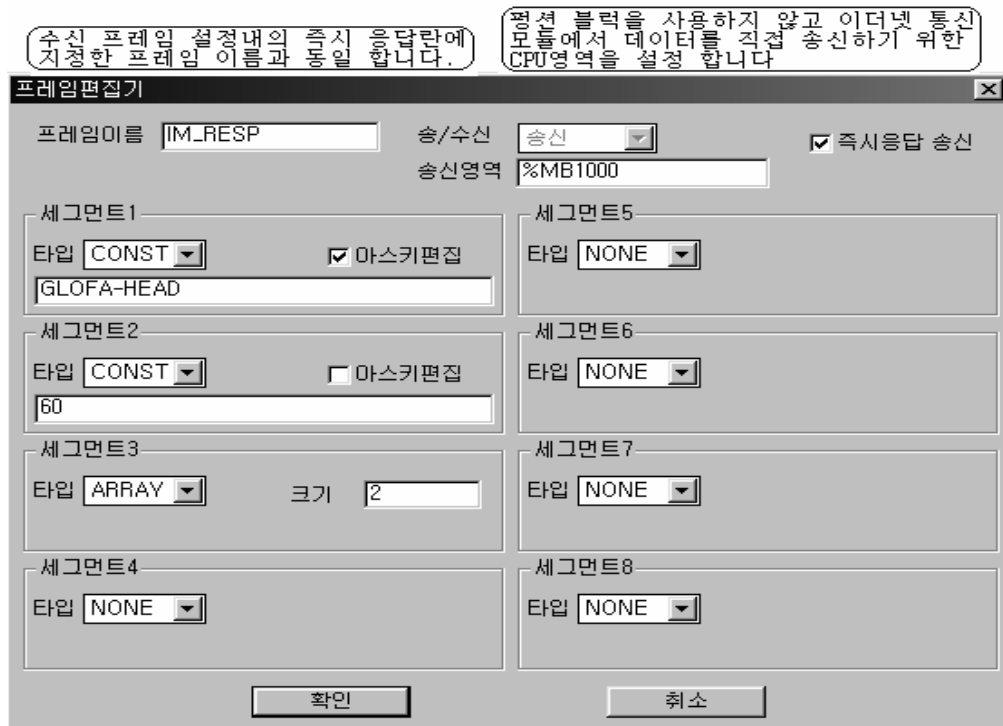 수신 프레임 설정내의 즉시 응답란에
지정한 프레임 이름과 동일 합니다.
펑션 블럭을 사용하지 않고 이더넷 통신
모듈에서 데이터를 직접 송신하기 위한
CPU영역을 설정 합니다
프레임편집기
프레임이름 IM_RESP 송/수신 송신 즉시응답 송신
송신영역 %MB1000
세그먼트1
타입 CONST 아스키편집
GLOFA-HEAD
세그먼트5
타입 NONE
세그먼트2
타입 CONST 아스키편집
60
세그먼트6
타입 NONE
세그먼트3
타입 ARRAY 크기 2
세그먼트7
타입 NONE
세그먼트4
타입 NONE
세그먼트8
타입 NONE
확인 취소